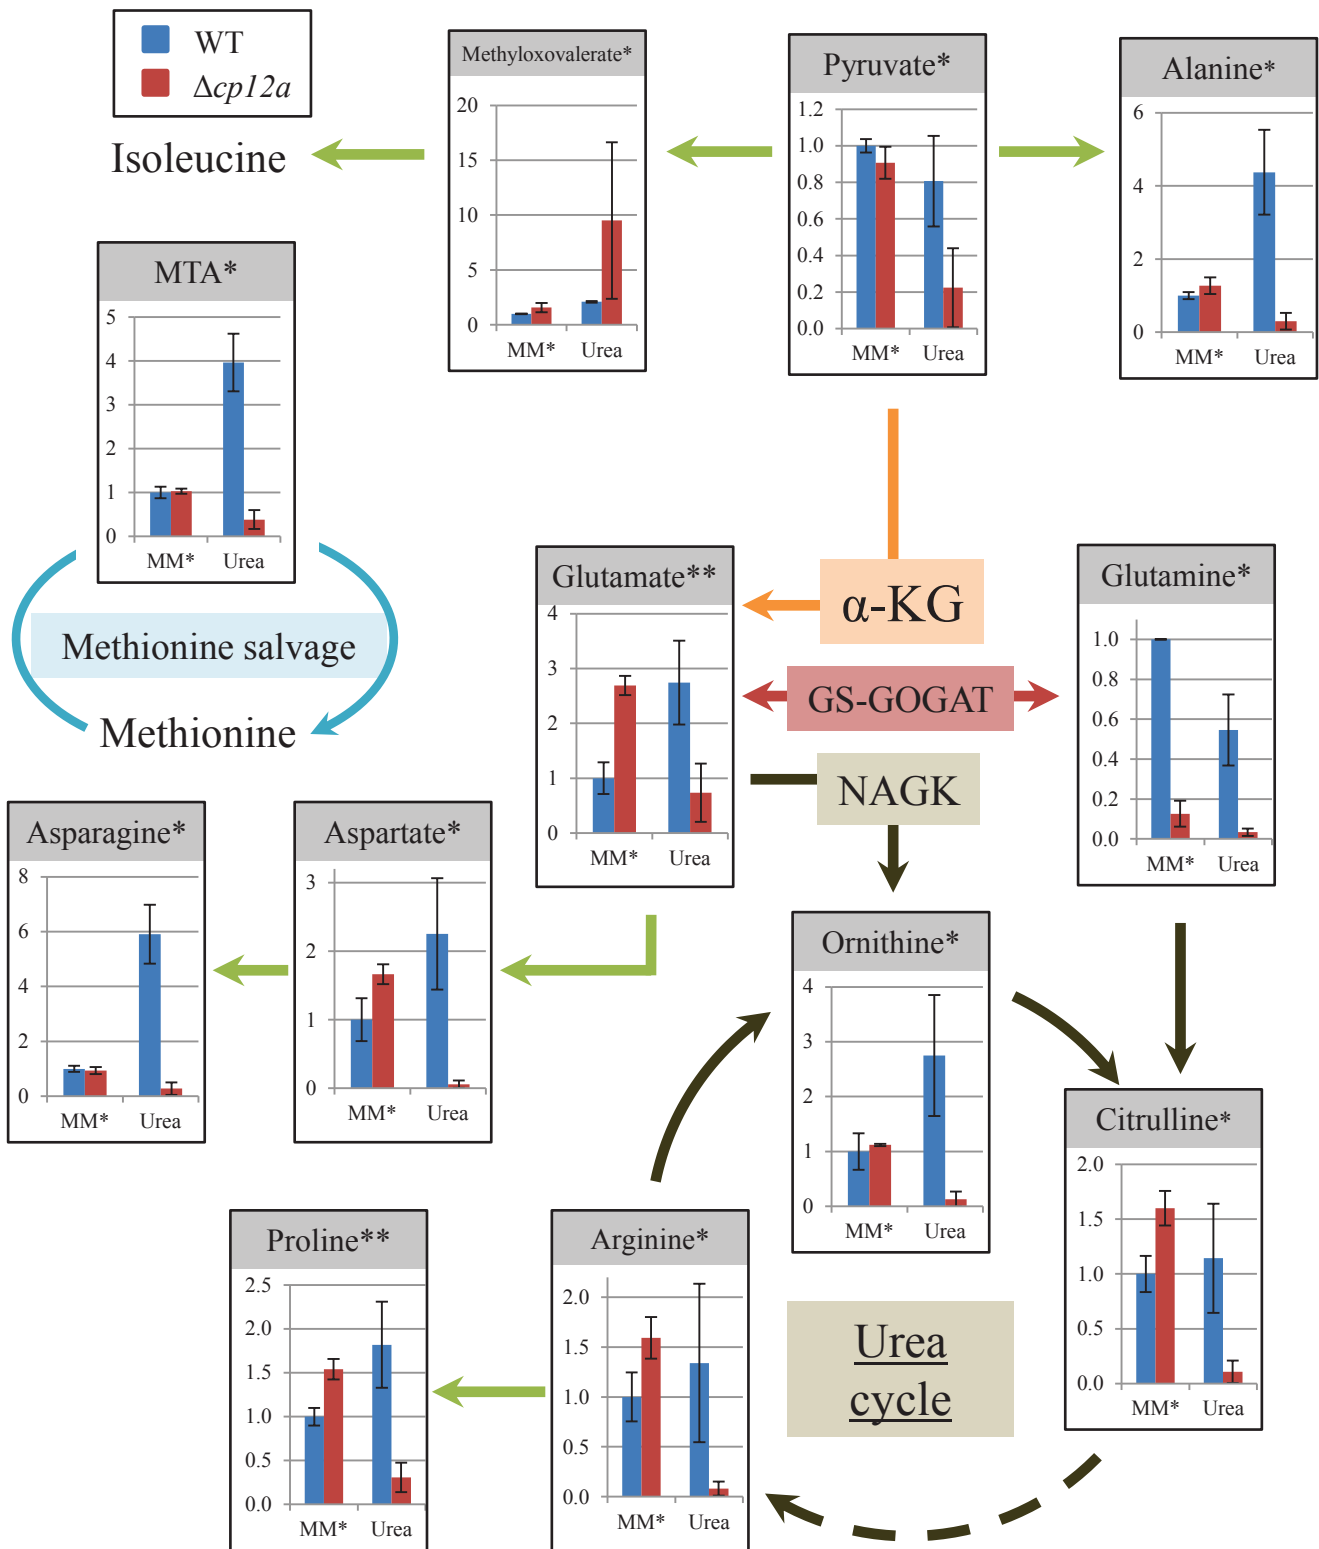 WT
Δcp12a
Methyloxovalerate*
20
15
10
5
0
MM* Urea
Pyruvate*
1.2
1.0
0.8
0.6
0.4
0.2
0.0
MM* Urea
Alanine*
6
4
2
0
MM* Urea
Isoleucine
MTA*
5
4
3
2
1
0
MM* Urea
Methionine salvage
Methionine
Glutamate**
4
3
2
1
0
MM* Urea
α-KG
GS-GOGAT
NAGK
Glutamine*
1.0
0.8
0.6
0.4
0.2
0.0
MM* Urea
Asparagine*
8
6
4
2
0
MM* Urea
Aspartate*
3
2
1
0
MM* Urea
Ornithine*
4
3
2
1
0
MM* Urea
Citrulline*
2.0
1.5
1.0
0.5
0.0
MM* Urea
Proline**
2.5
2.0
1.5
1.0
0.5
0.0
MM* Urea
Arginine*
2.0
1.5
1.0
0.5
0.0
MM* Urea
Urea
cycle